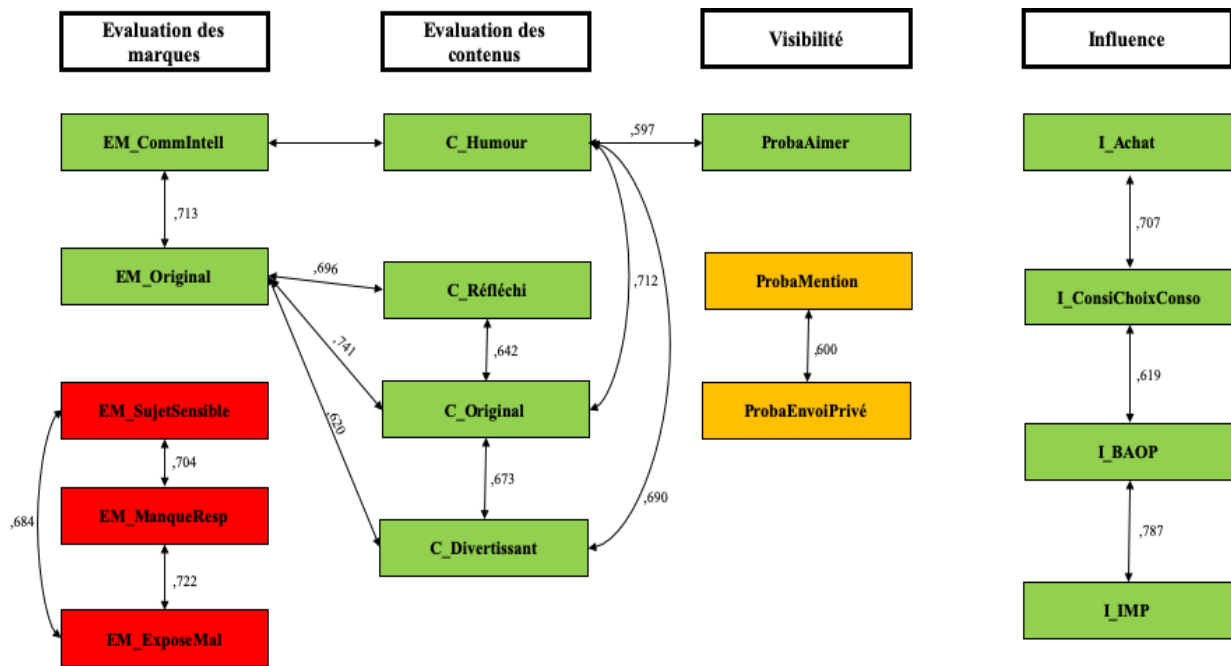 Evaluation des
marques
Evaluation des
contenus
Visibilité
Influence
EM_CommIntell
C_Humour
,597
ProbaAimer
I_Achat
,713
,707
EM_Original
,696
C_Réfléchi
,712
ProbaMention
I_ConsiChoixConso
,741
,642
,600
,619
EM_SujetSensible
,620
C_Original
ProbaEnvoiPrivé
I_BAOP
,704
,673
,690
,684
EM_ManqueResp
C_Divertissant
,787
,722
EM_ExposeMal
I_IMP